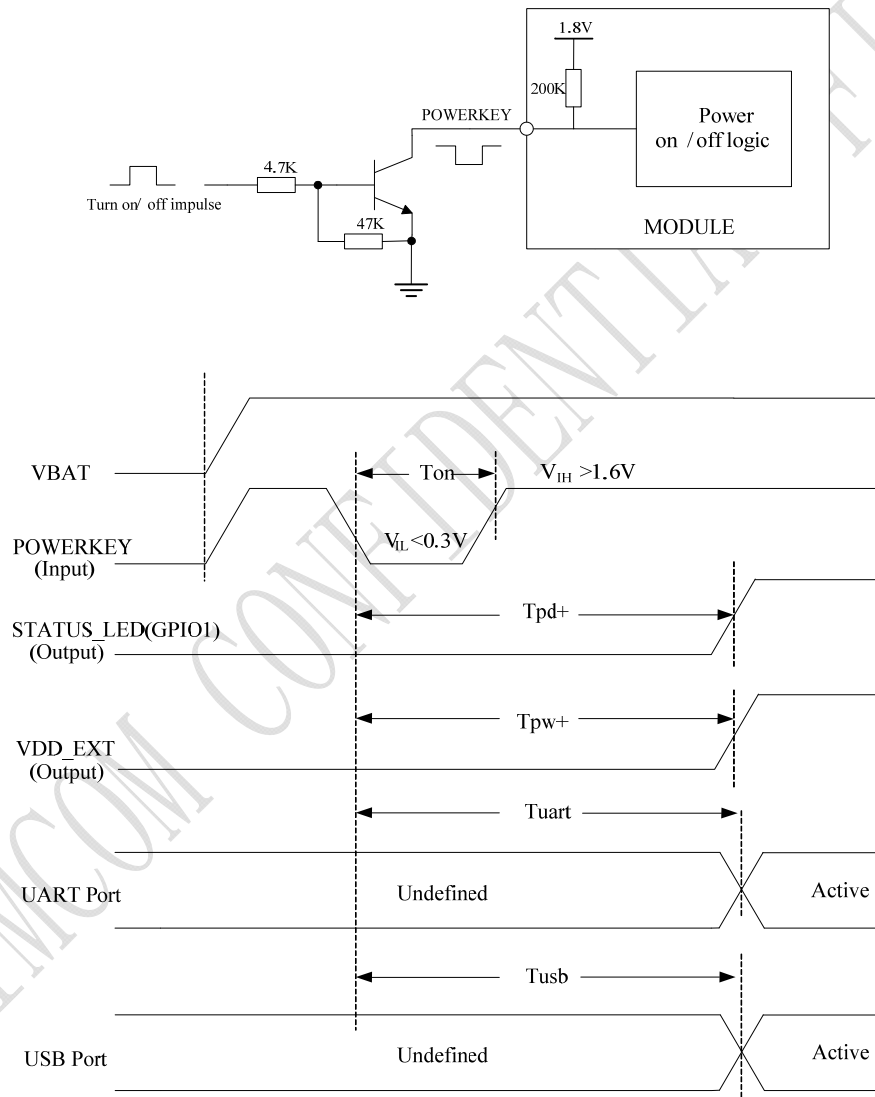 1.8V
200K
POWERKEY
Power
on / off logic
4.7K
Turn on/ off impulse
47K
MODULE
VBAT
Ton
VIH >1.6V
POWERKEY
(Input)
VIL<0.3V
Tpd+
STATUS_LED(GPIO1)
(Output)
Tpw+
VDD_EXT
(Output)
Tuart
UART Port
Undefined
Active
Tusb
USB Port
Undefined
Active
MCOM CONFIDENTIAL